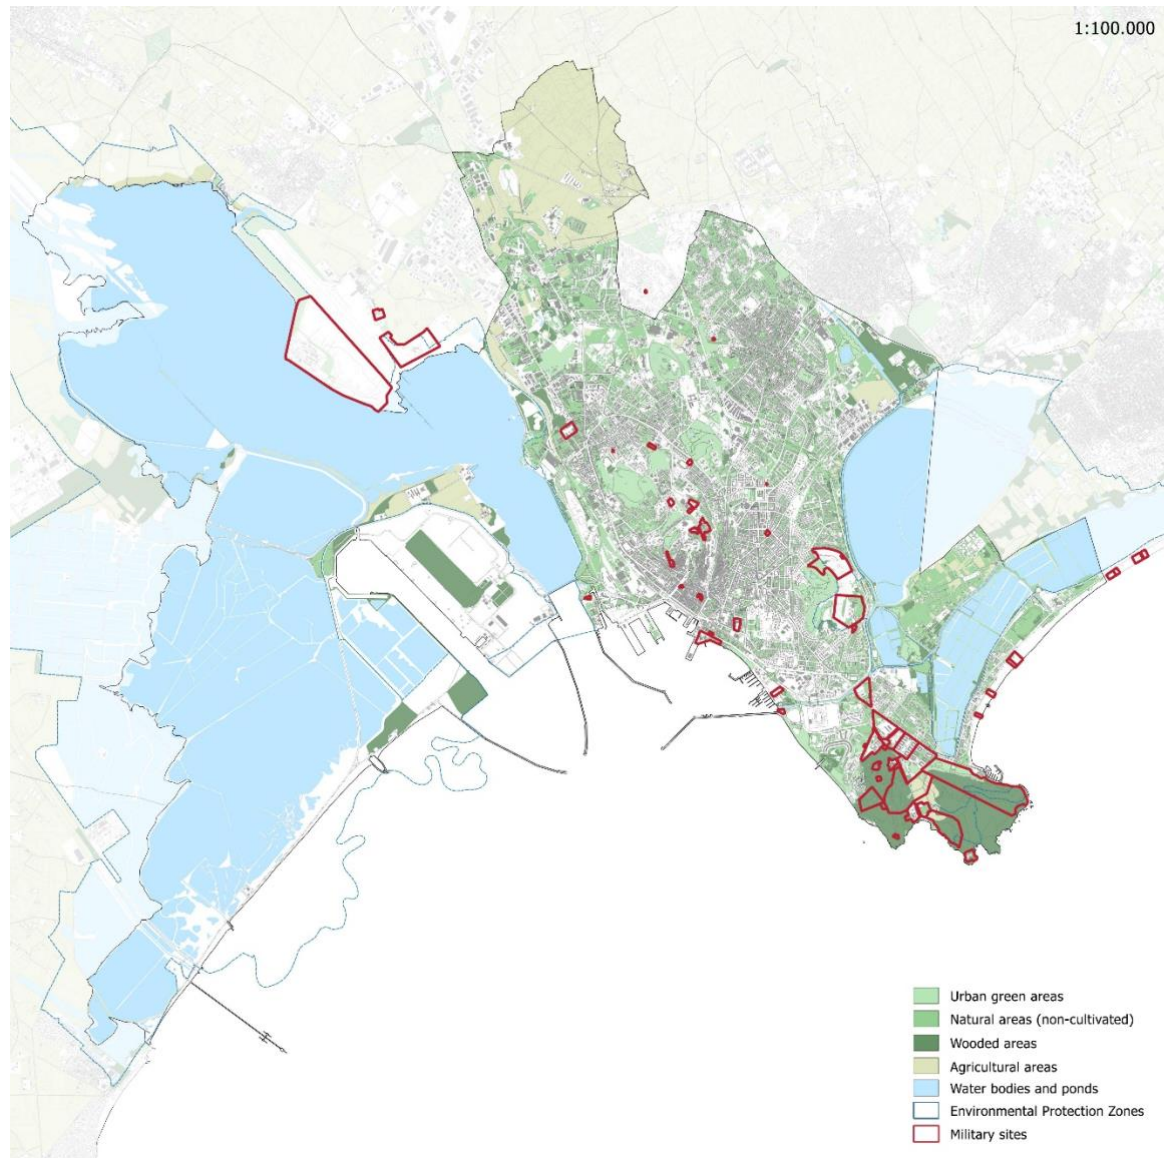 1:100.000
Urban green areas
Natural areas (non-cultivated)
Wooded areas
Agricultural areas
Water bodies and ponds
Environmental Protection Zones
Military sites